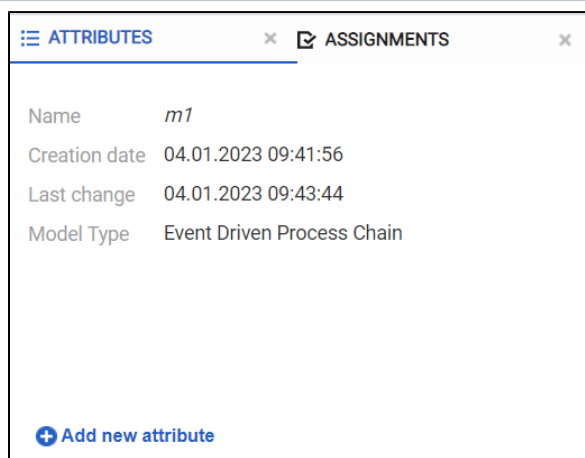 ATTRIBUTES × ASSIGNMENTS ×
Name m1
Creation date 04.01.2023 09:41:56
Last change 04.01.2023 09:43:44
Model Type Event Driven Process Chain
Add new attribute